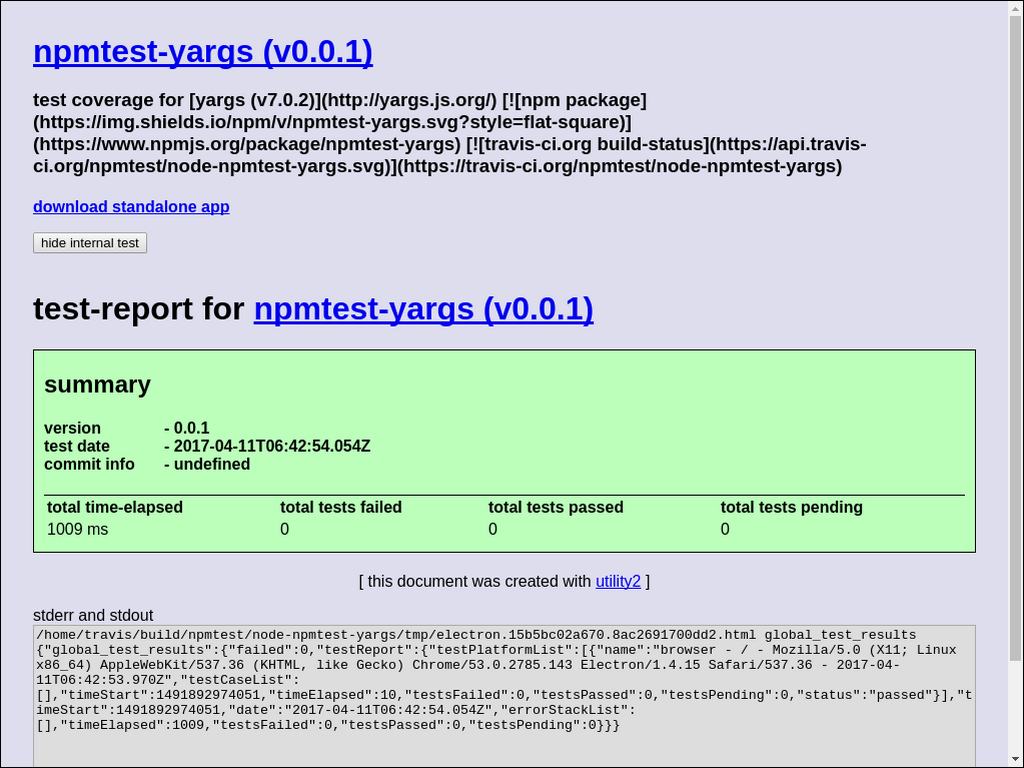 npmtest-yargs (v0.0.1)
test coverage for [yargs (v7.0.2)](http://yargs.js.org/) [![npm package]
(https://img.shields.io/npm/v/npmtest-yargs.svg?style=flat-square)]
(https://www.npmjs.org/package/npmtest-yargs) [![travis-ci.org build-status](https://api.travis-
ci.org/npmtest/node-npmtest-yargs.svg)](https://travis-ci.org/npmtest/node-npmtest-yargs)
download standalone app
hide internal test
test-report for npmtest-yargs (v0.0.1)
summary
version - 0.0.1
test date - 2017-04-11T06:42:54.054Z
commit info - undefined
total time-elapsed total tests failed total tests passed total tests pending
1009 ms 0 0 0
[ this document was created with utility2 ]
stderr and stdout
/home/travis/build/npmtest/node-npmtest-yargs/tmp/electron.15b5bc02a670.8ac2691700dd2.html global_test_results
{"global_test_results":{"failed":0,"testReport":{"testPlatformList":[{"name":"browser - / - Mozilla/5.0 (X11; Linux
x86_64) AppleWebKit/537.36 (KHTML, like Gecko) Chrome/53.0.2785.143 Electron/1.4.15 Safari/537.36 - 2017-04-
11T06:42:53.970Z","testCaseList":
[],"timeStart":1491892974051,"timeElapsed":10,"testsFailed":0,"testsPassed":0,"testsPending":0,"status":"passed"}],"t
imeStart":1491892974051,"date":"2017-04-11T06:42:54.054Z","errorStackList":
[],"timeElapsed":1009,"testsFailed":0,"testsPassed":0,"testsPending":0}}}